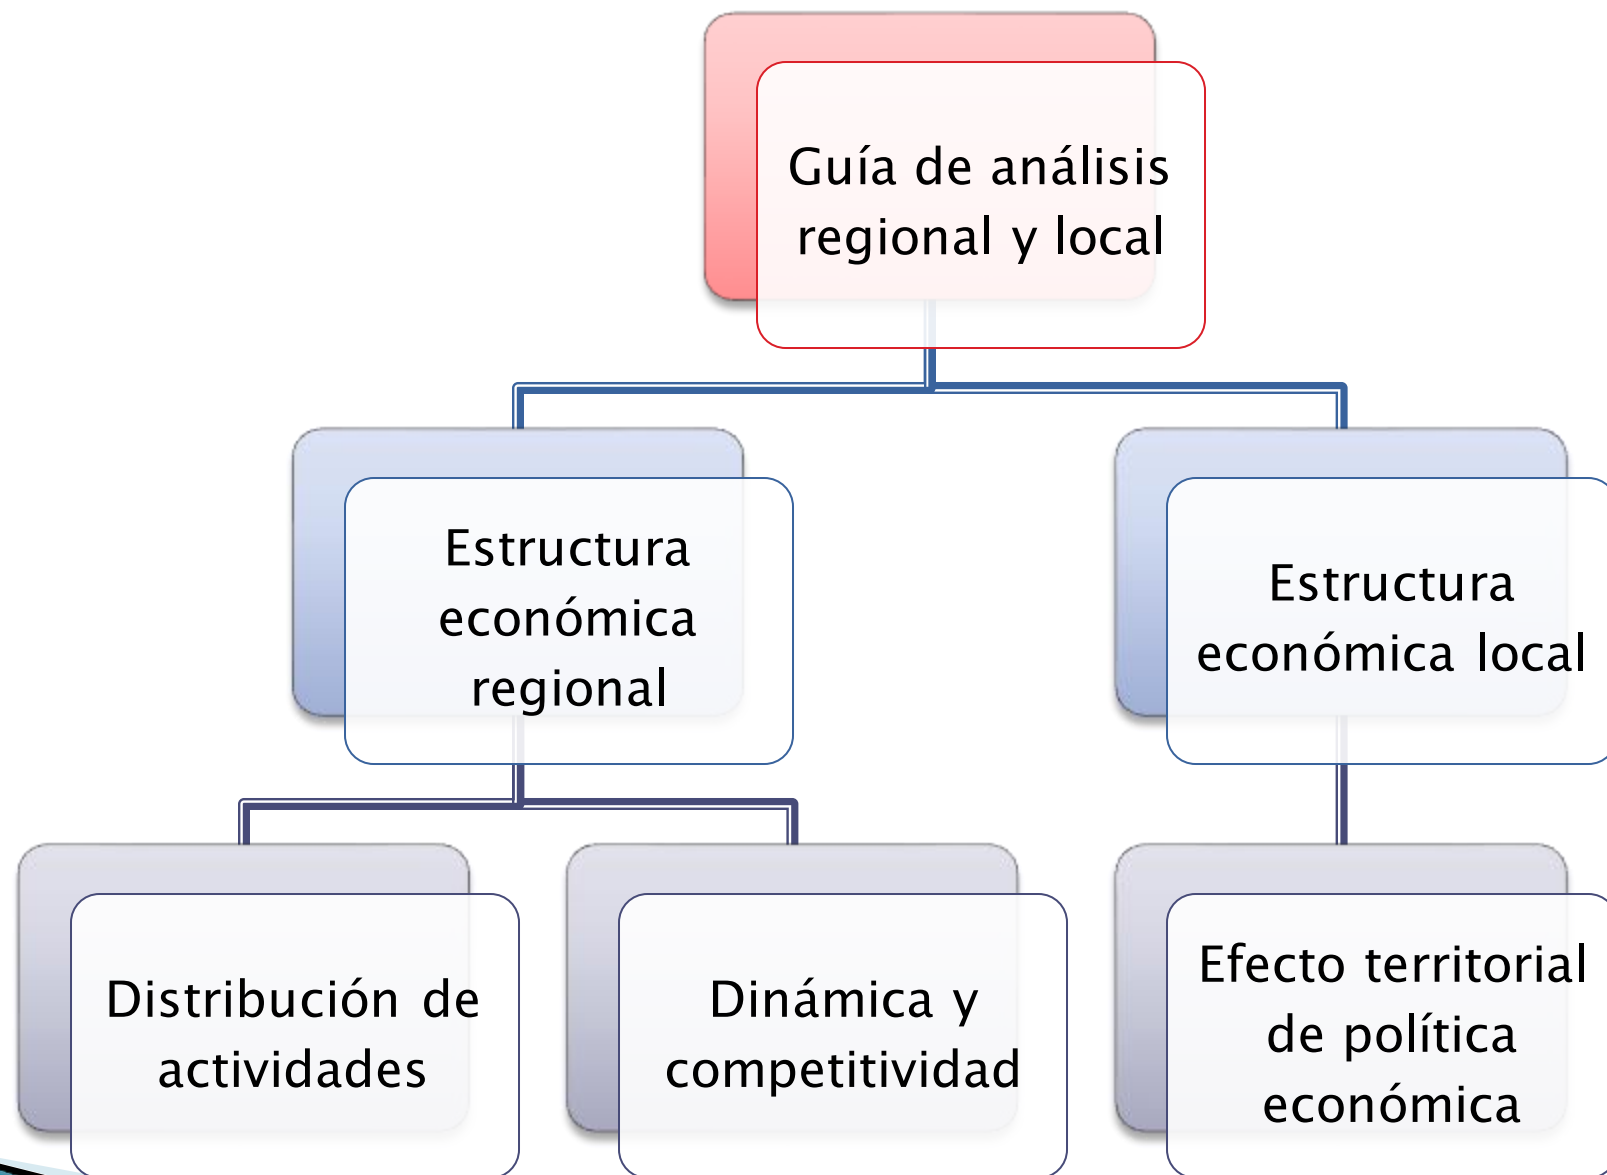 Guía de análisis
regional y local
Estructura
económica
regional
Estructura
económica local
Distribución de
actividades
Dinámica y
competitividad
Efecto territorial
de política
económica